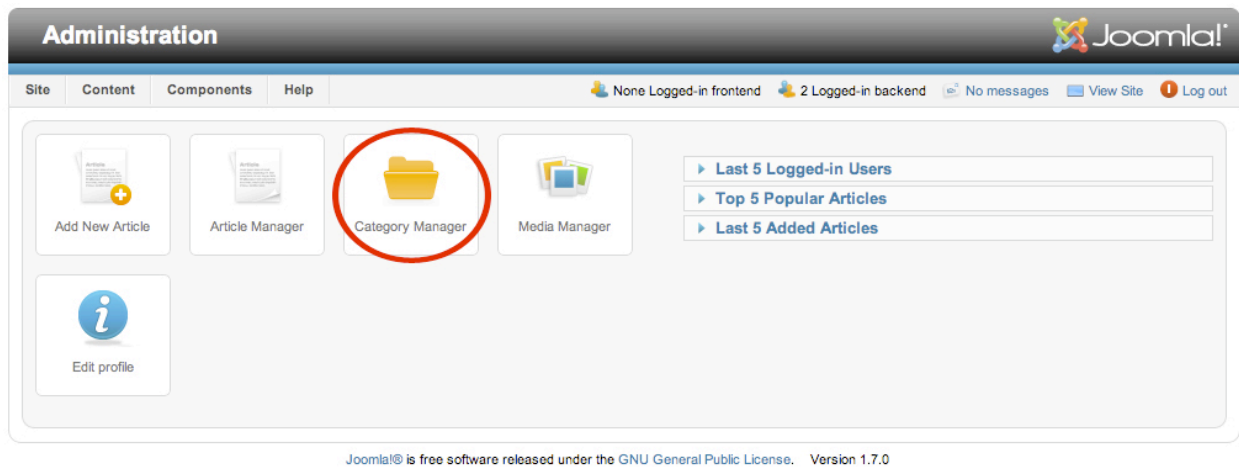 Administration
Joomla!
Site Content Components Help
None Logged-in frontend 2 Logged-in backend No messages View Site Log out
Add New Article
Article Manager
Category Manager
Media Manager
Edit profile
Last 5 Logged-in Users
Top 5 Popular Articles
Last 5 Added Articles
Joomla!® is free software released under the GNU General Public License. Version 1.7.0